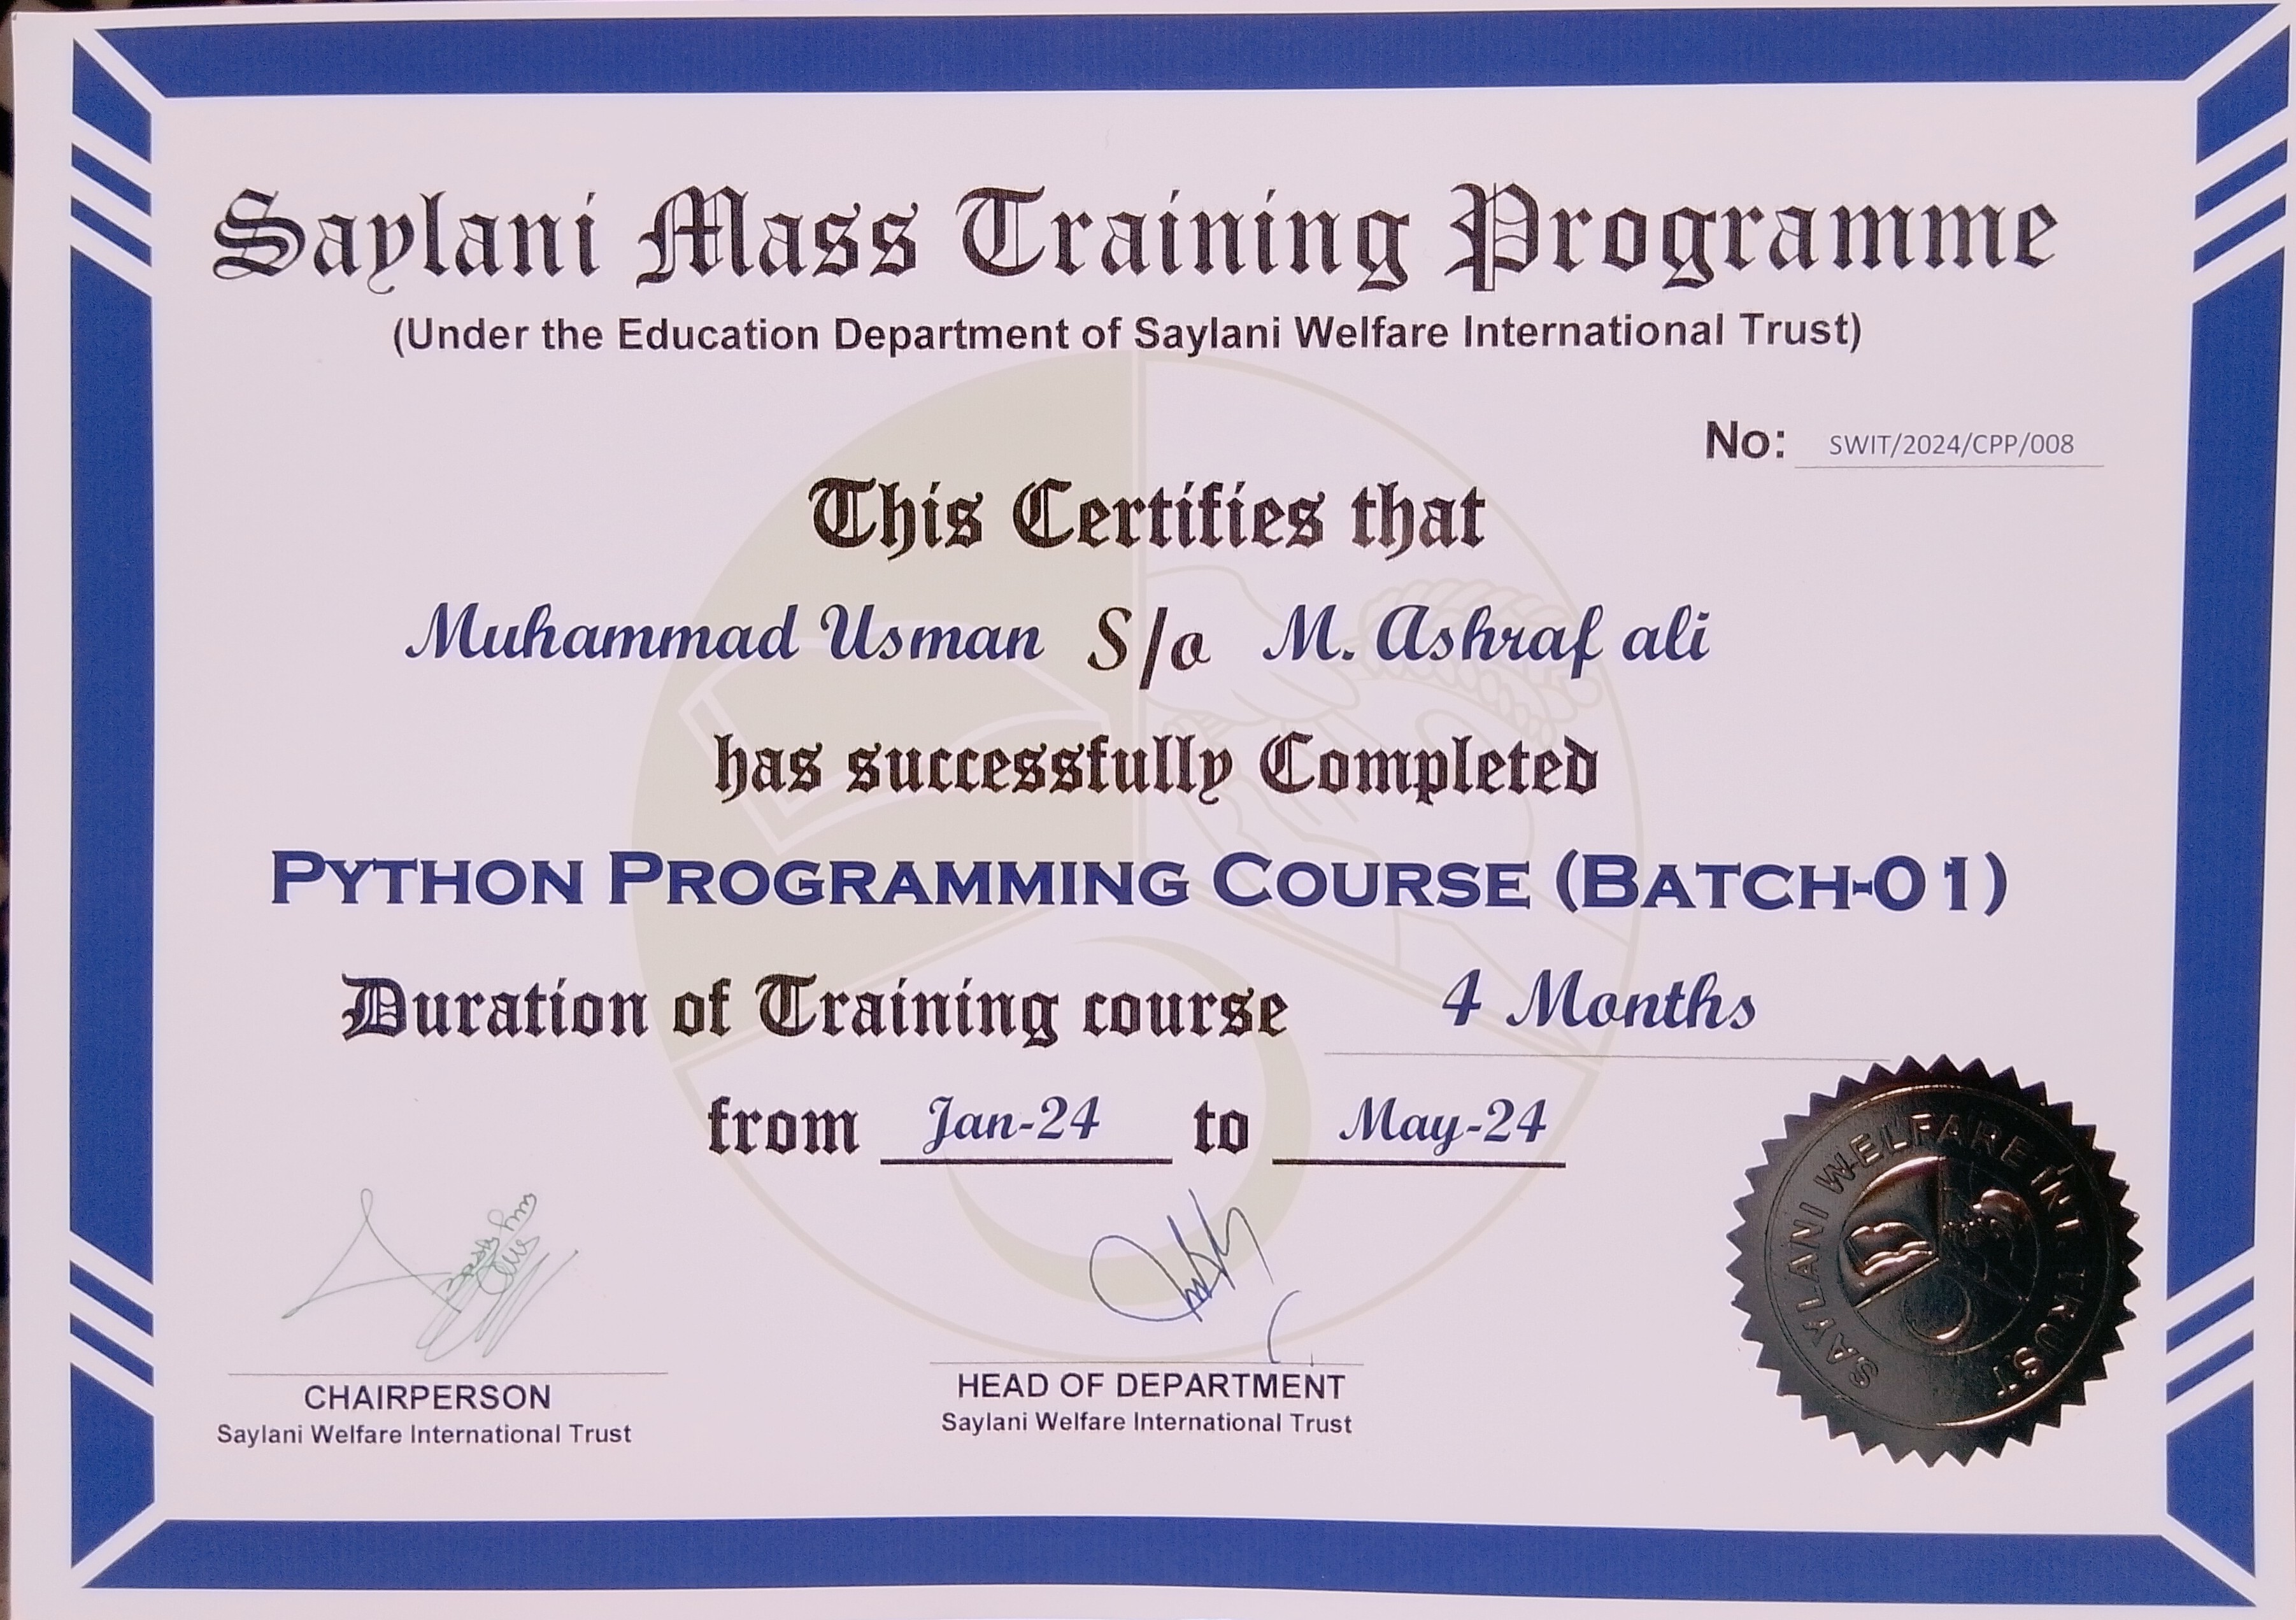 Saylani Mass Training Programme
(Under the Education Department of Saylani Welfare International Trust)
No: SWIT/2024/CPP/008
This Certifies that
Muhammad Usman S/o M. Ashraf ali
has successfully Completed
PYTHON PROGRAMMING COURSE (BATCH-01)
Duration of Training course 4 Months
from Jan-24 to May-24
CHAIRPERSON
Saylani Welfare International Trust
HEAD OF DEPARTMENT
Saylani Welfare International Trust
SAYLANI WELFARE INT. TRUST